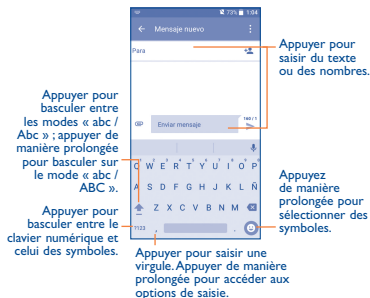 73% 1:04
Mensaje nuevo
Para
Appuyer pour
saisir du texte
ou des nombres.
Appuyer pour
basculer entre
les modes « abc /
Abc » ; appuyer de
manière prolongée
pour basculer sur
le mode « abc /
ABC ».
160 / 1
Enviar mensaje
Q W E R T Y U I O P
A S D F G H J K L Ñ
Z X C V B N M
?123 , .
Appuyez
de manière
prolongée pour
sélectionner des
symboles.
Appuyer pour
basculer entre le
clavier numérique et
celui des symboles.
Appuyer pour saisir une
virgule. Appuyer de manière
prolongée pour accéder aux
options de saisie.